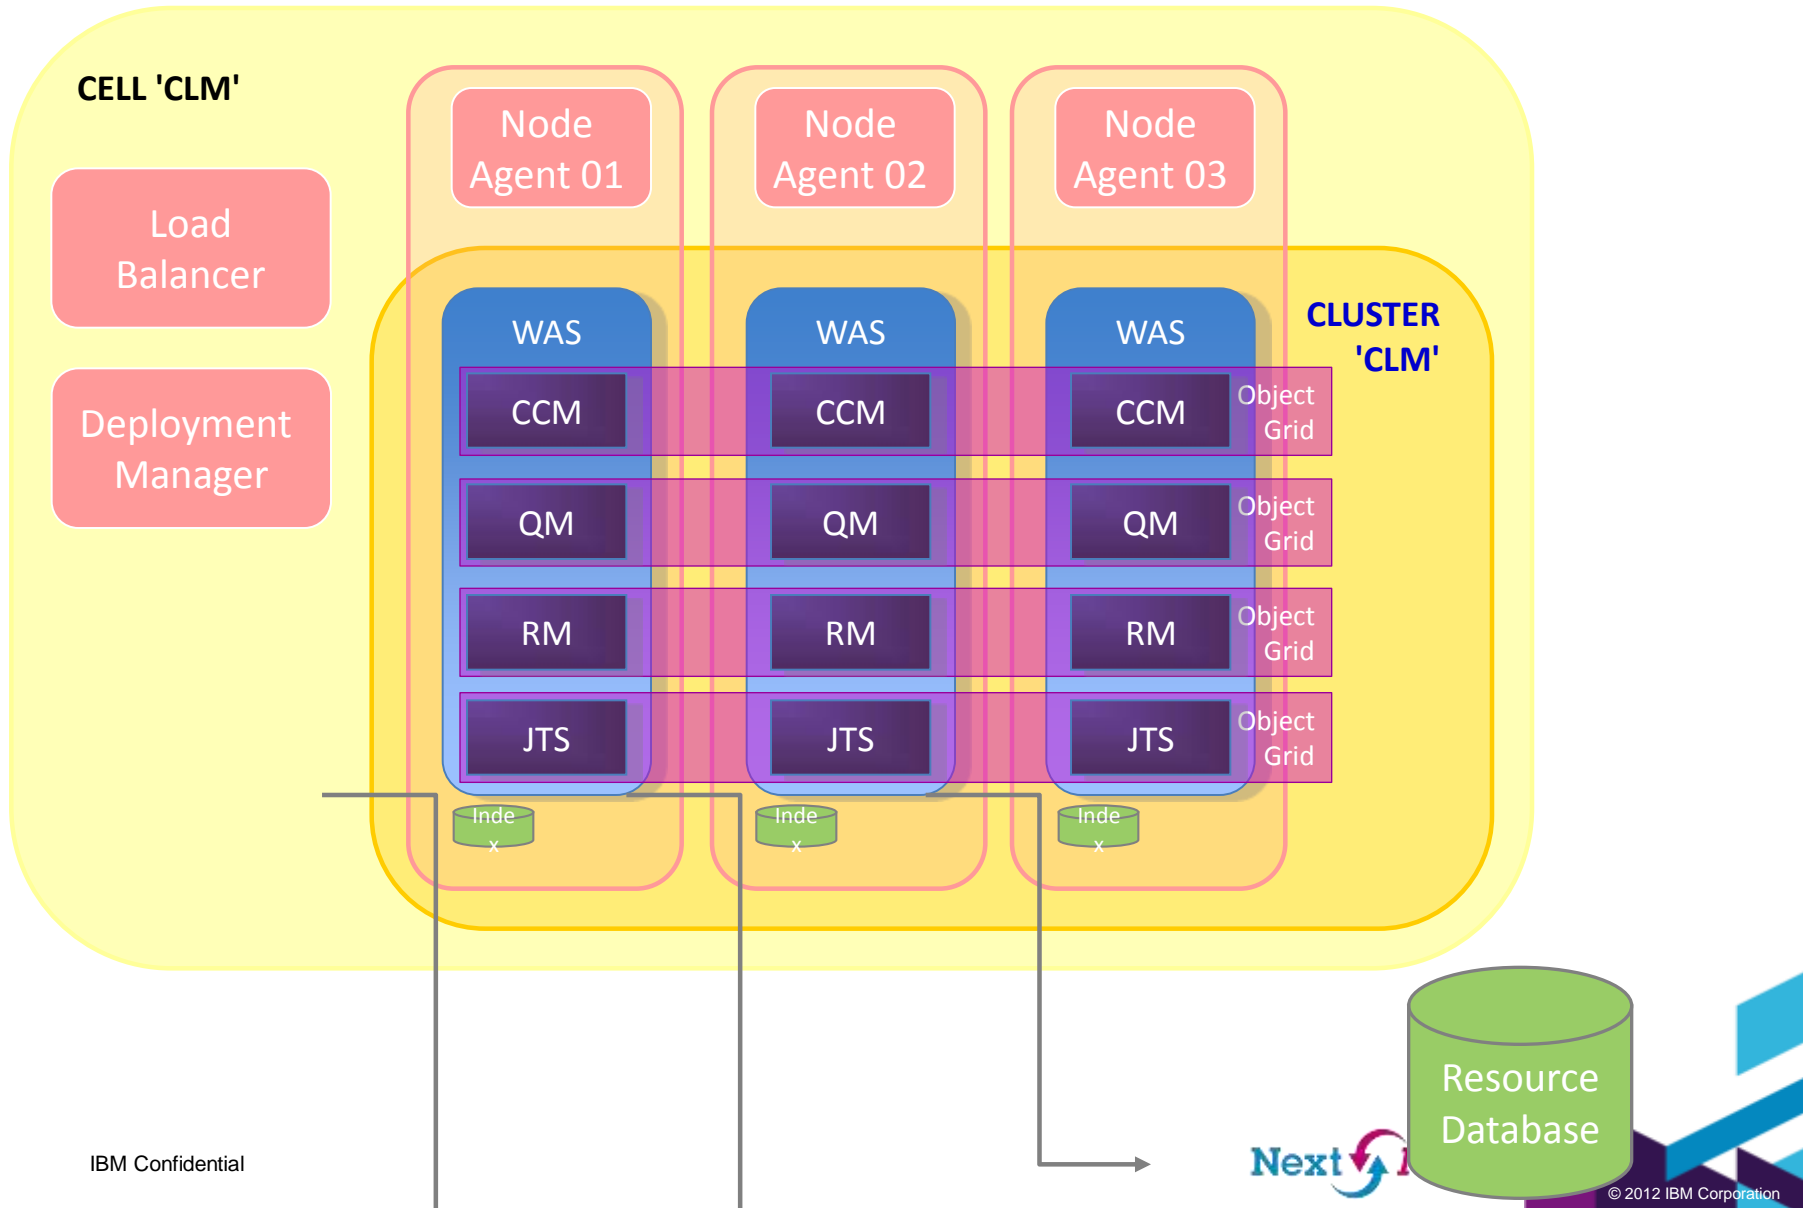 CELL 'CLM'
Node
Agent 01
Node
Agent 02
Node
Agent 03
Load
Balancer
Deployment
Manager
CLUSTER
'CLM'
WAS
WAS
WAS
CCM
CCM
CCM
Object
Grid
QM
QM
QM
Object
Grid
RM
RM
RM
Object
Grid
JTS
JTS
JTS
Object
Grid
Inde
x
Inde
x
Inde
x
Resource
Database
IBM Confidential
Next
© 2012 IBM Corporation